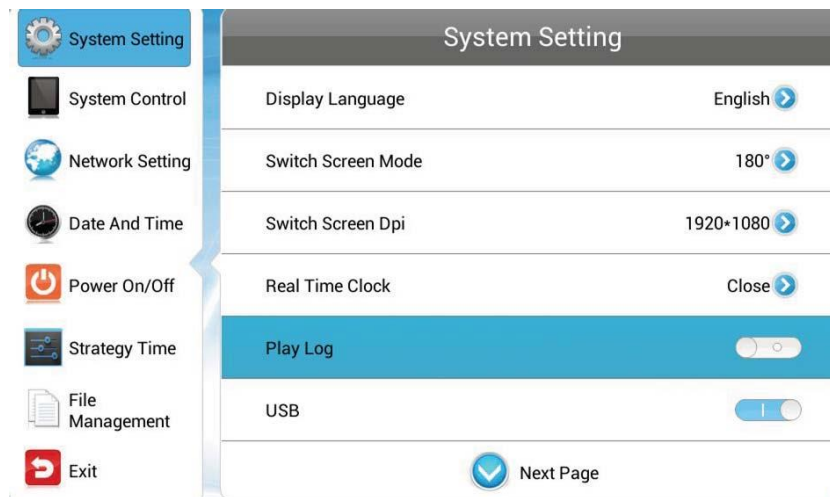 System Setting
System Control
Network Setting
Date And Time
Power On/Off
Strategy Time
File
Management
Exit
System Setting
Display Language English
Switch Screen Mode 180°
Switch Screen Dpi 1920*1080
Real Time Clock Close
Play Log
USB
Next Page